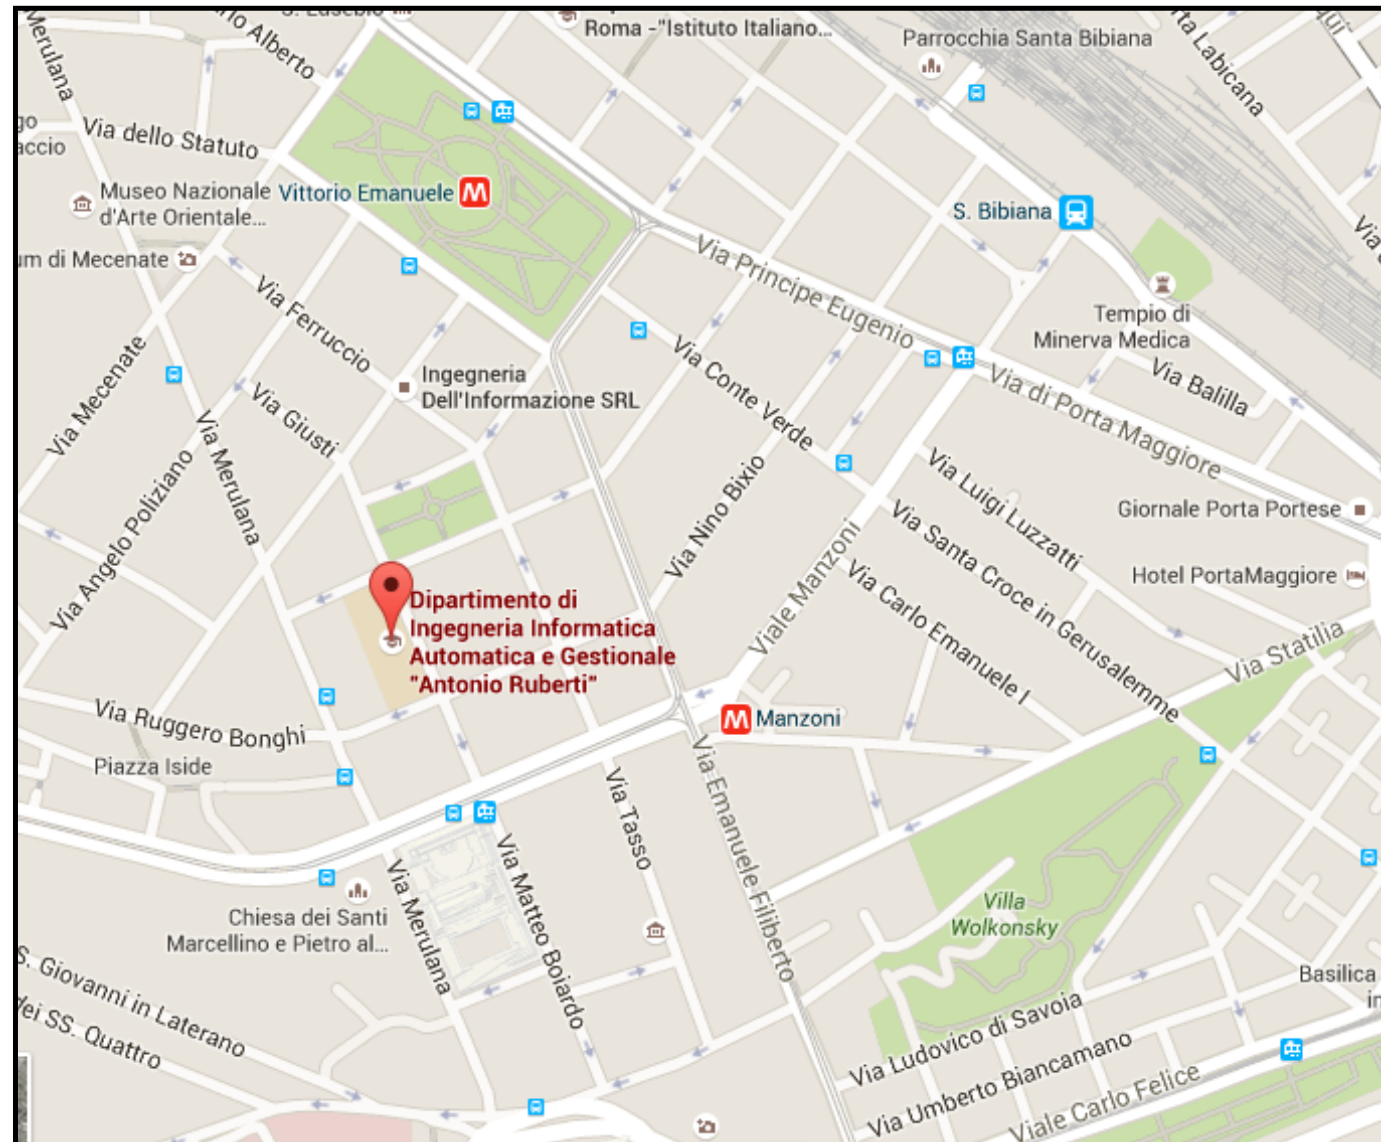 S. Eusebio
Roma -"Istituto Italiano...
Parrocchia Santa Bibiana
Merulana
Alberto
Labicana
Via dello Statuto
Museo Nazionale
d'Arte Orientale...
Vittorio Emanuele
M
S. Bibiana
um di Mecenate
Via Principe Eugenio
Via Ferruccio
Tempio di
Minerva Medica
Via Mecenate
Ingegneria
Dell'Informazione SRL
Via Conte Verde
Via di Porta Maggiore
Via Balilla
Via Giusti
Via Merulana
Via Angelo Poliziano
Via Nino Bixio
Via Luigi Luzzatti
Giornale Porta Portese
Viale Manzoni
Via Santa Croce in Gerusalemme
Hotel PortaMaggiore
Via Carlo Emanuele I
Dipartimento di
Ingegneria Informatica
Automatica e Gestionale
"Antonio Ruberti"
Via Statilia
Via Ruggero Bonghi
M
Manzoni
Piazza Iside
Via Emanuele Filiberto
Via Tasso
Via Matteo Boiardo
Via Merulana
Chiesa dei Santi
Marcellino e Pietro al...
Villa
Wolkonsky
S. Giovanni in Laterano
dei SS. Quattro
Basilica
Via Ludovico di Savoia
Via Umberto Biancamano
Viale Carlo Felice